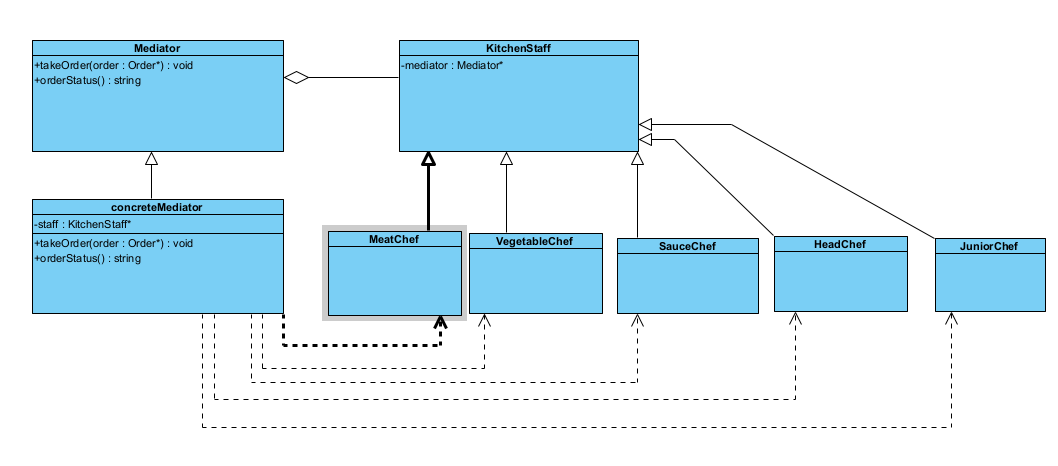 Mediator
+takeOrder(order : Order*) : void
+orderStatus() : string
KitchenStaff
-mediator : Mediator*
concreteMediator
-staff : KitchenStaff*
+takeOrder(order : Order*) : void
+orderStatus() : string
MeatChef
VegetableChef
SauceChef
HeadChef
JuniorChef